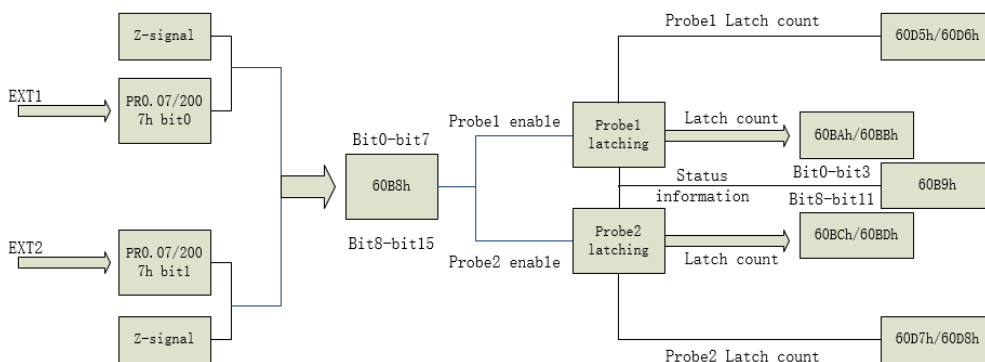 Probe1 Latch count
60D5h/60D6h
Z-signal
EXT1
PR0.07/200
7h bit0
Probe1 enable
Probe1
latching
Latch count
60BAh/60BBh
Bit0-bit7
60B8h
Bit8-bit15
Status
information
Bit0-bit3
60B9h
Bit8-bit11
EXT2
PR0.07/200
7h bit1
Probe2 enable
Probe2
latching
Latch count
60BCh/60BDh
Z-signal
Probe2 Latch count
60D7h/60D8h